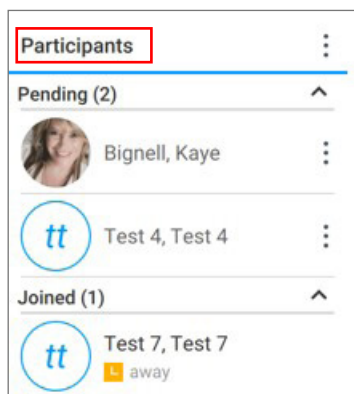 Participants
Pending (2)
Bignell, Kaye
tt
Test 4, Test 4
Joined (1)
tt
Test 7, Test 7
away